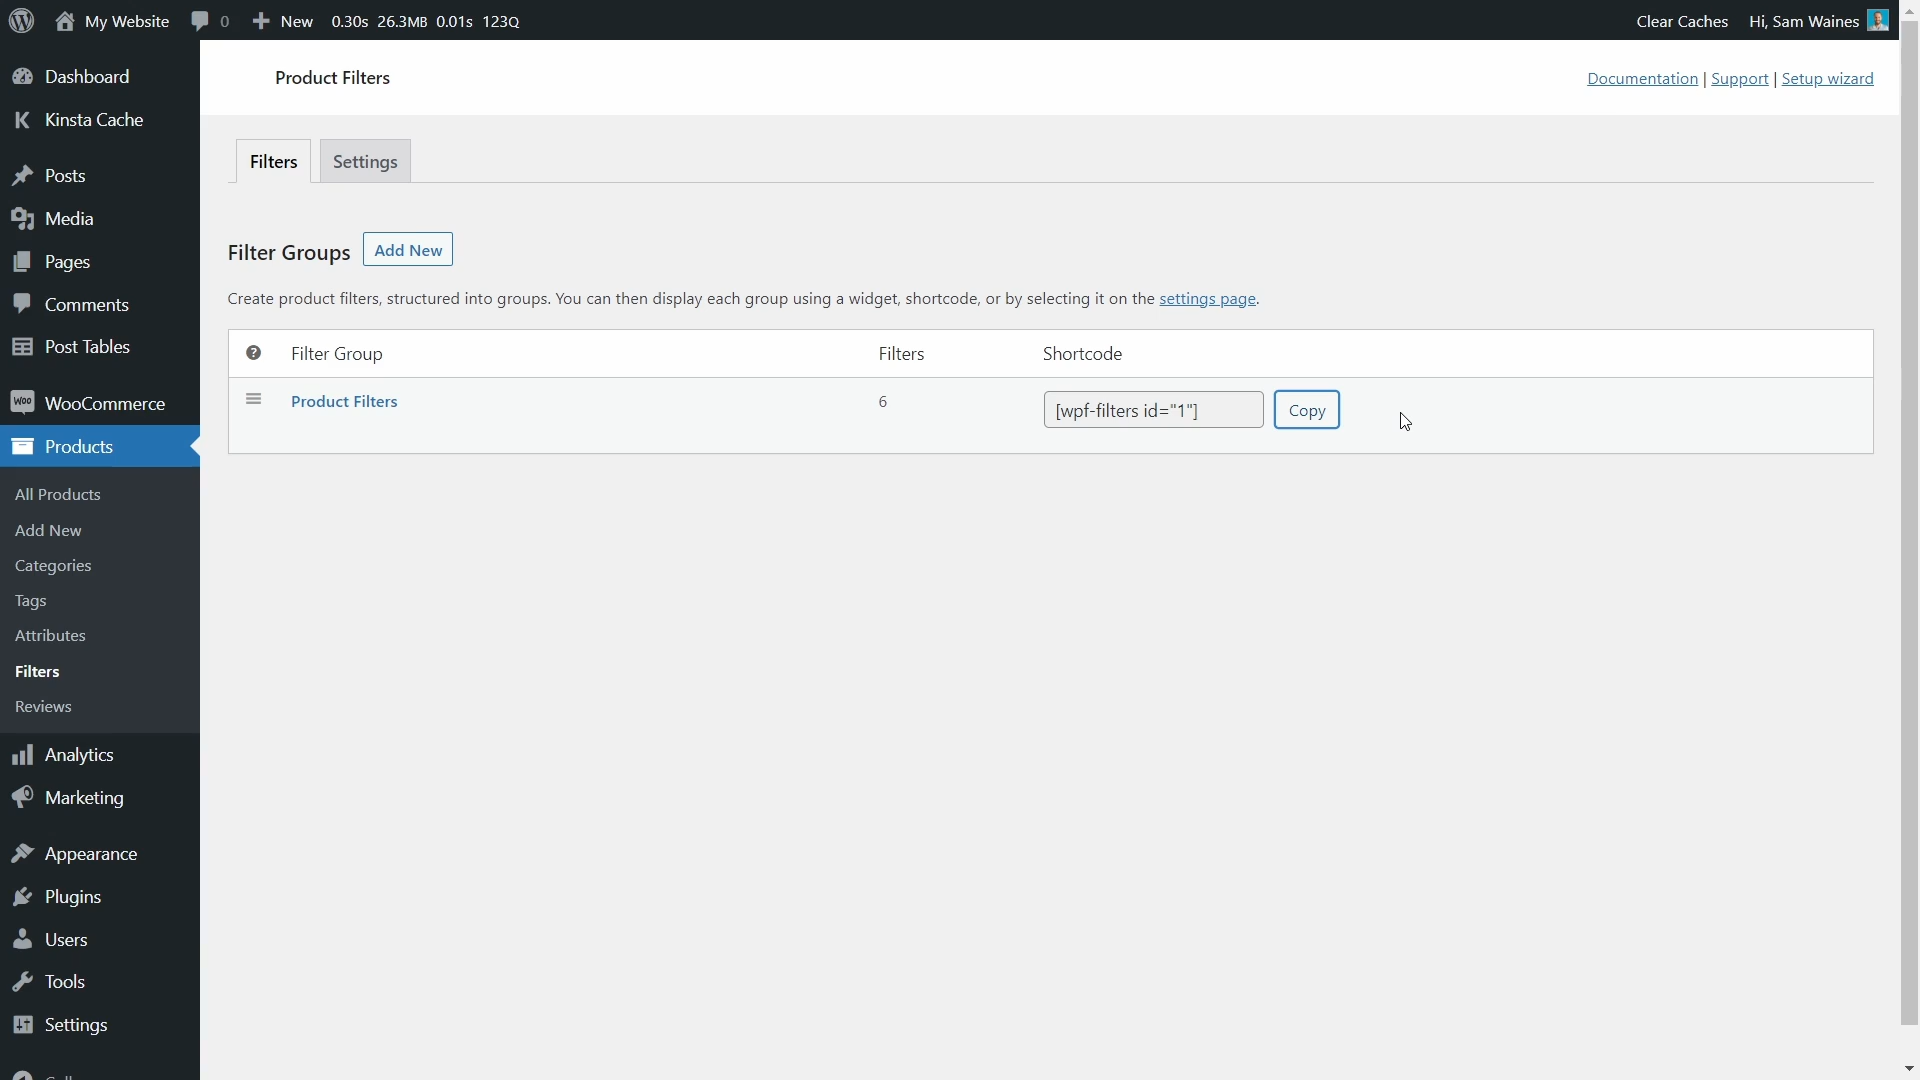 My Website 0 New 0.30s 26.3MB 0.01s 123Q Clear Caches Hi, Sam Waines
Dashboard
Kinsta Cache
Posts
Media
Pages
Comments
Post Tables
WooCommerce
Products
All Products
Add New
Categories
Tags
Attributes
Filters
Reviews
Analytics
Marketing
Appearance
Plugins
Users
Tools
Settings
Product Filters
Documentation | Support | Setup wizard
Filters Settings
Filter Groups Add New
Create product filters, structured into groups. You can then display each group using a widget, shortcode, or by selecting it on the settings page.
? Filter Group Filters Shortcode
Product Filters 6 [wpf-filters id="1"] Copy